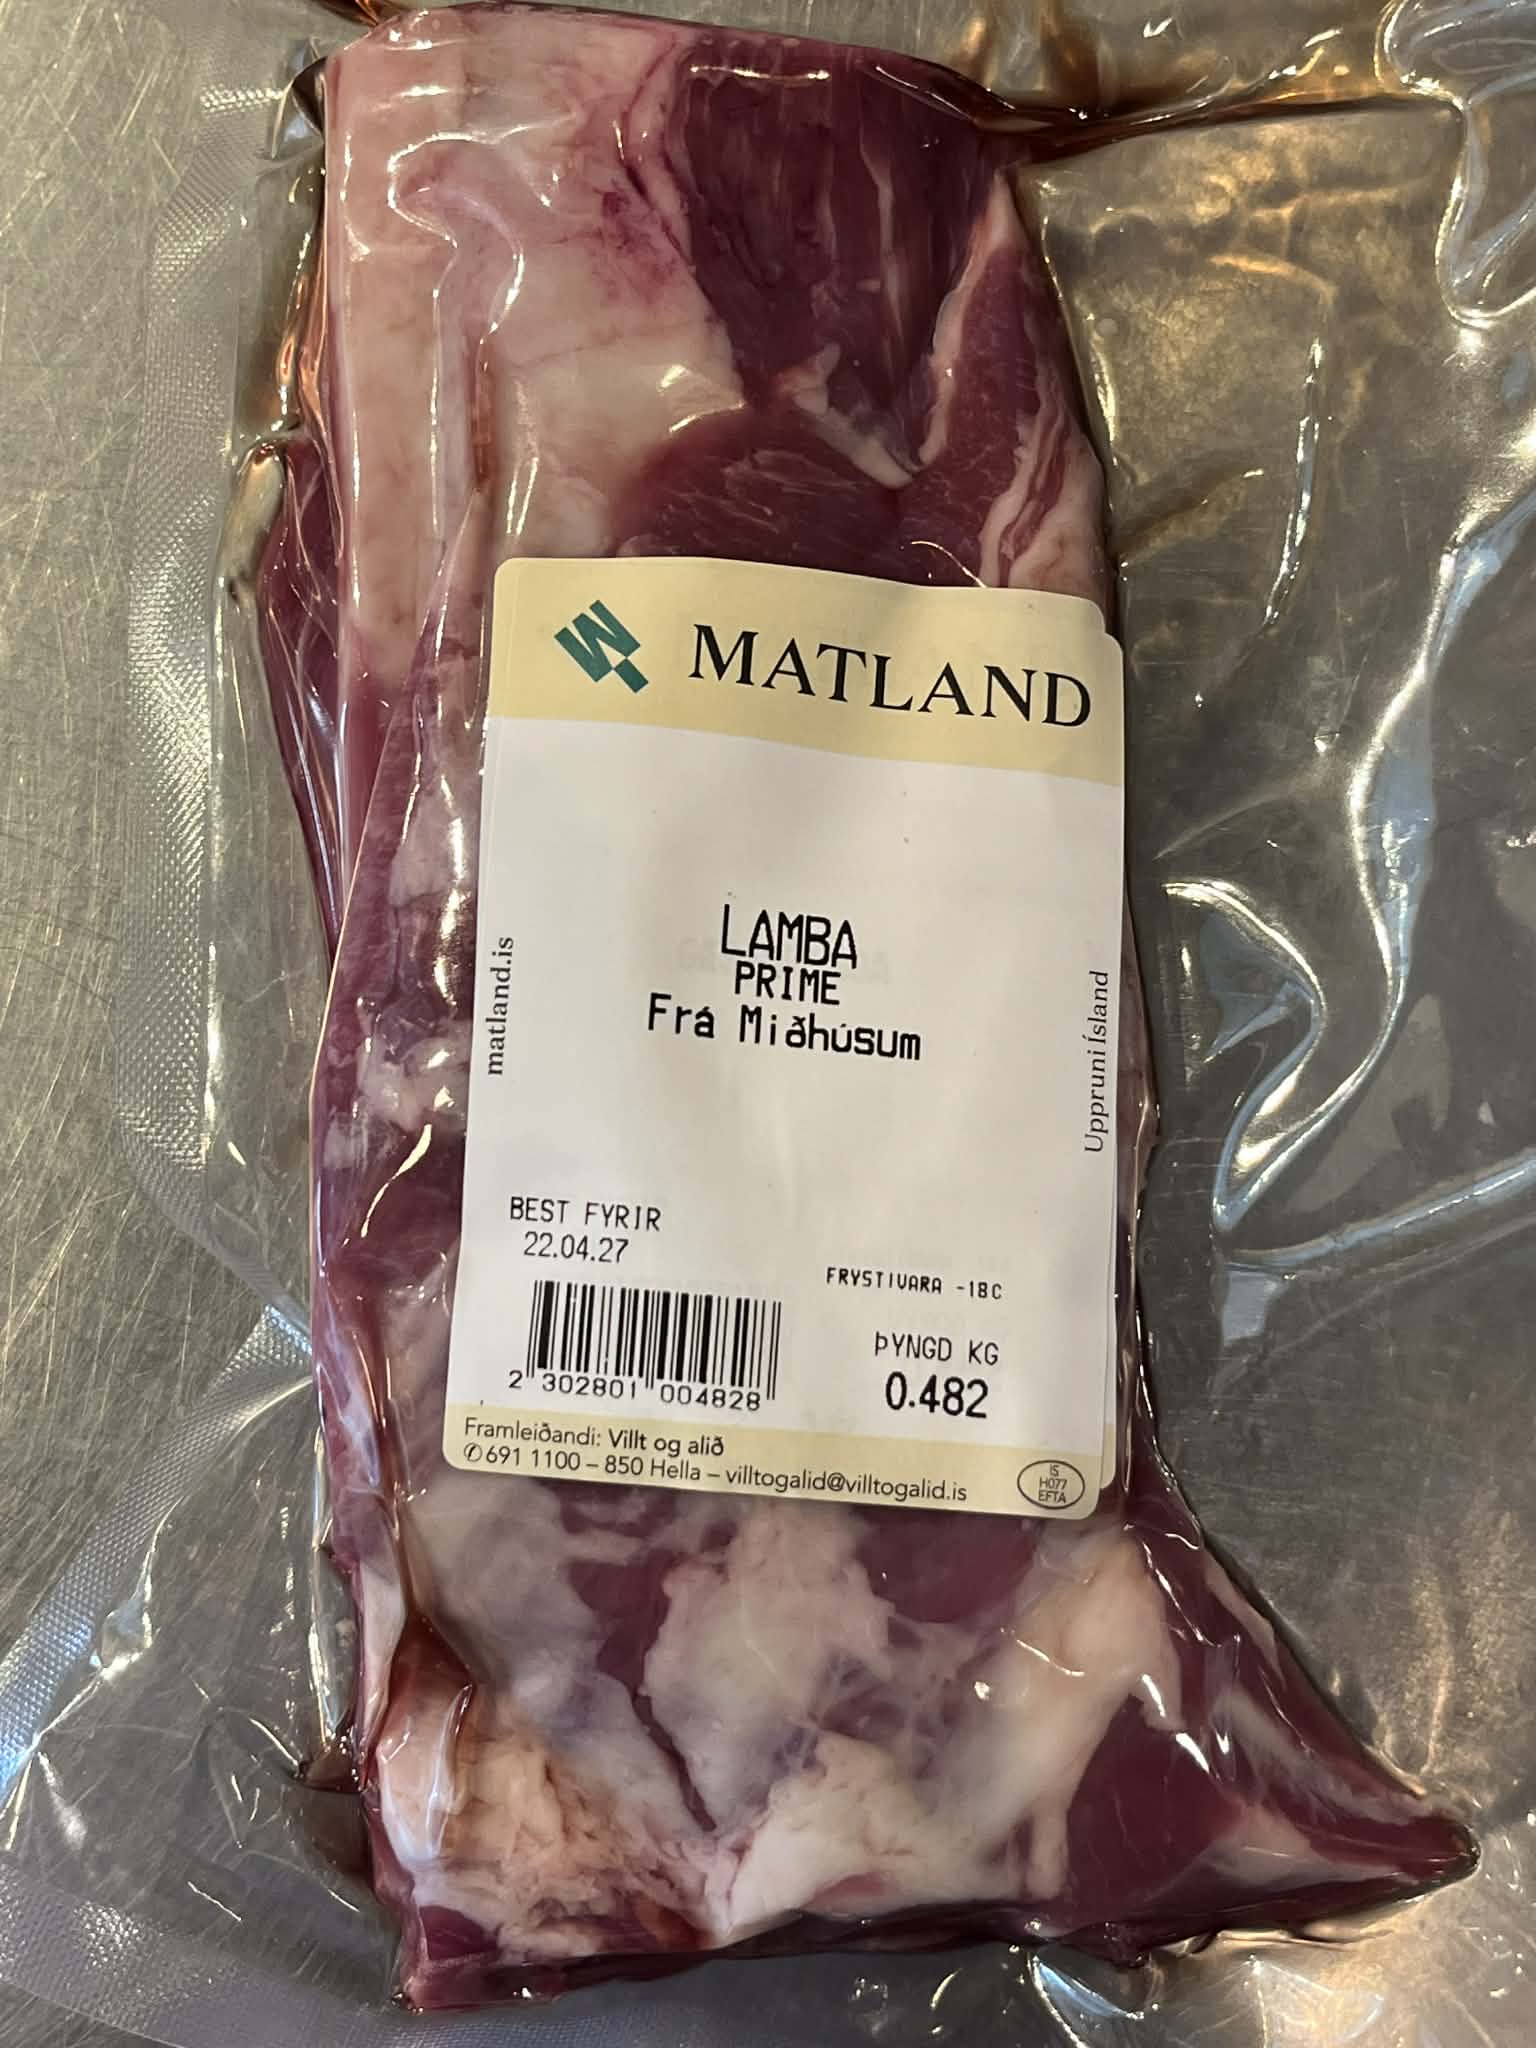 MATLAND
LAMBA
PRIME
Frá Miðhúsum
matland.is
Uppruni Ísland
BEST FYRIR
22.04.27
FRYSTIVARA -18C
ÞYNGD KG
0.482
2 302801 004828
Framleiðandi: Villt og alið
✆ 691 1100 – 850 Hella – villtogalid@villtogalid.is
IS
H077
EFTA